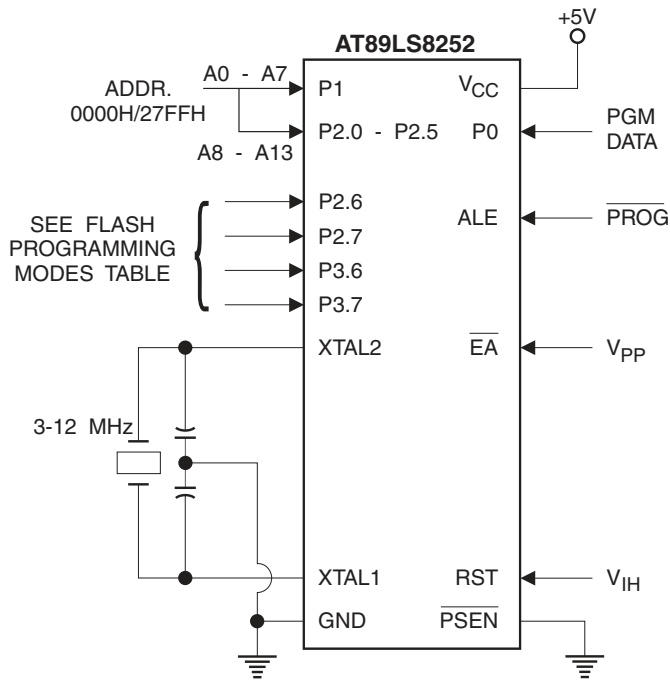 +5V
AT89LS8252
A0 - A7
ADDR.
0000H/27FFH
A8 - A13
P1
P2.0 - P2.5
VCC
P0
PGM
DATA
SEE FLASH
PROGRAMMING
MODES TABLE
P2.6
P2.7
P3.6
P3.7
ALE
PROG
XTAL2
EA
VPP
3-12 MHz
XTAL1
RST
VIH
GND
PSEN